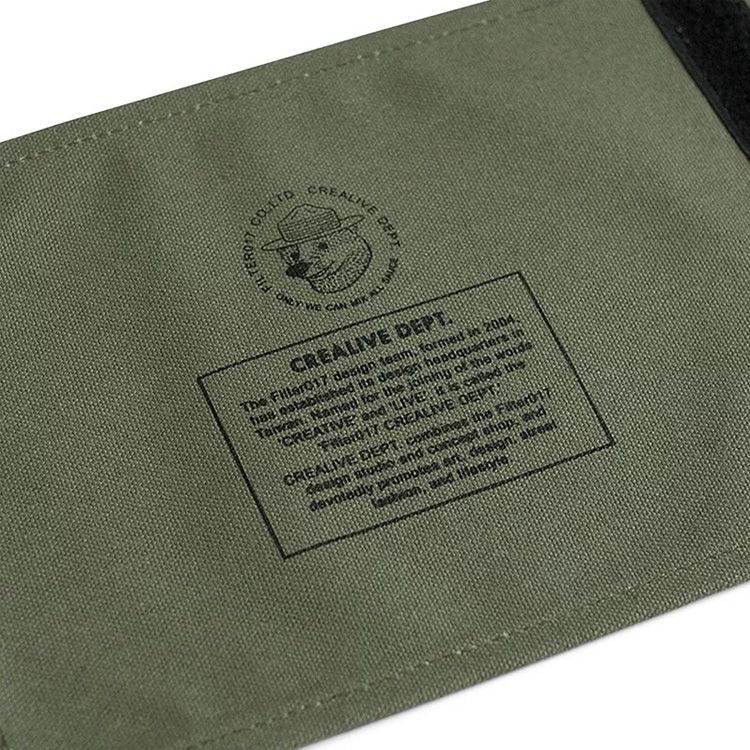 FILTER017 CO.,LTD. CREALIVE DEPT.
ONLY WE CAN MIX ALL SINCE
CREALIVE DEPT.
The Filter017 design team, formed in 2004,
has established its design headquarters in
Taiwan. Named for the joining of the words
"CREATIVE" and "LIVE", it is called the
"Filter017 CREALIVE DEPT."
CREALIVE DEPT. combines the Filter017
design studio and concept shop, and
devotedly promotes art, design, street
fashion, and lifestyle